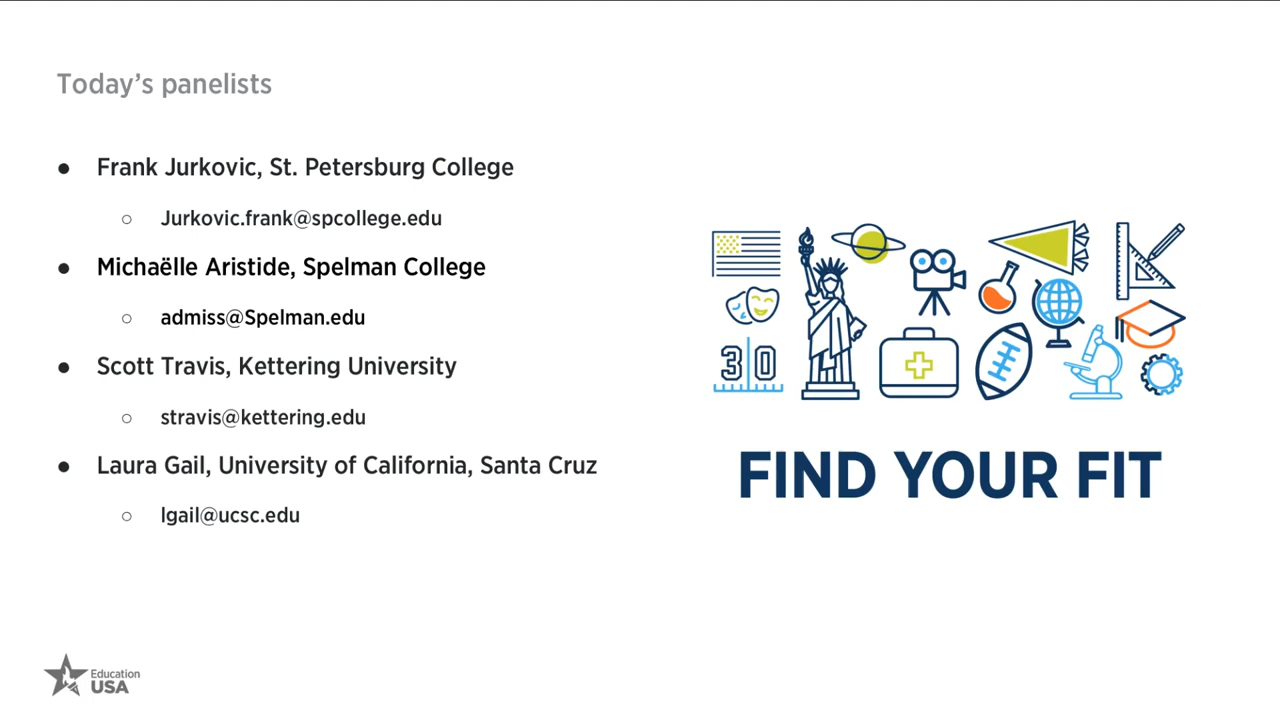 Today's panelists
● Frank Jurkovic, St. Petersburg College
○ Jurkovic.frank@spcollege.edu
● Michaëlle Aristide, Spelman College
○ admiss@Spelman.edu
● Scott Travis, Kettering University
○ stravis@kettering.edu
● Laura Gail, University of California, Santa Cruz
○ lgail@ucsc.edu
30
FIND YOUR FIT
Education
USA